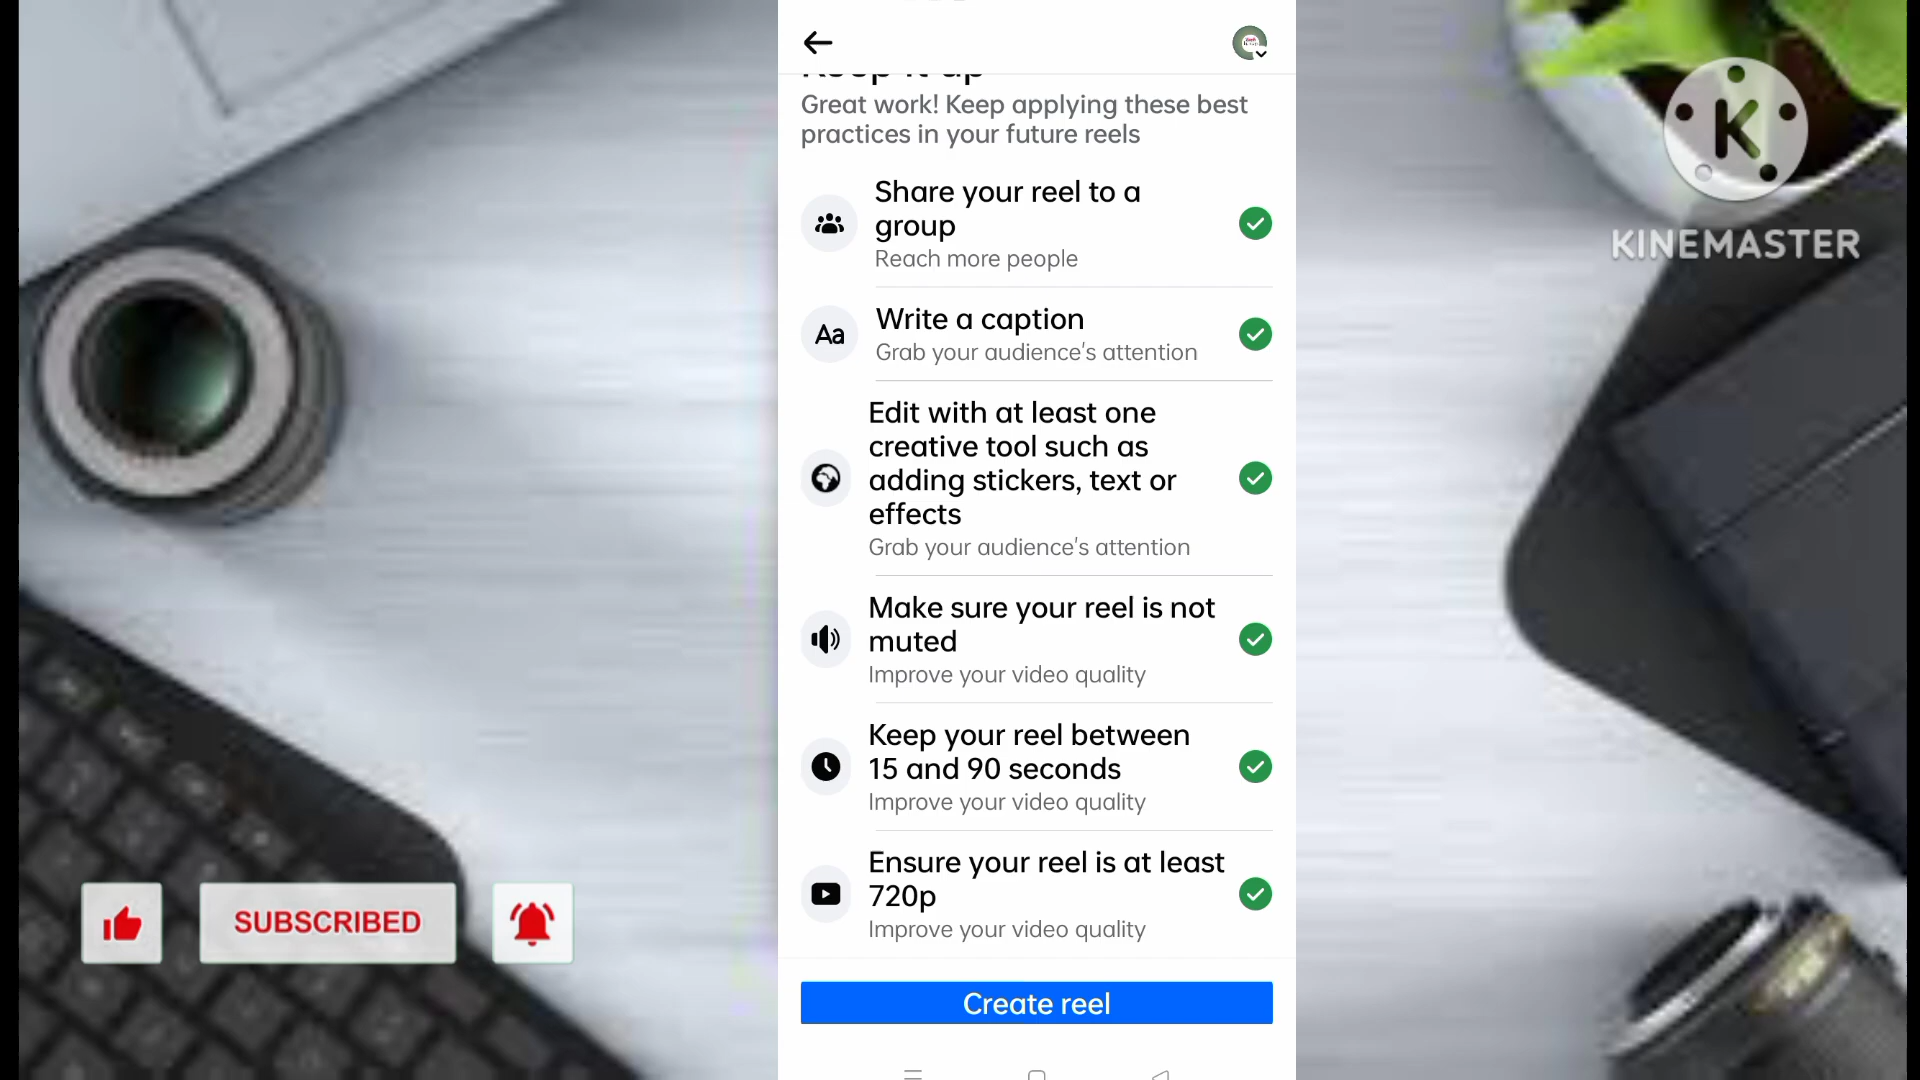 Keep it up
Great work! Keep applying these best
practices in your future reels
Share your reel to a
group
Reach more people
Aa
Write a caption
Grab your audience's attention
Edit with at least one
creative tool such as
adding stickers, text or
effects
Grab your audience's attention
Make sure your reel is not
muted
Improve your video quality
Keep your reel between
15 and 90 seconds
Improve your video quality
Ensure your reel is at least
720p
Improve your video quality
Create reel
K
KINEMASTER
SUBSCRIBED